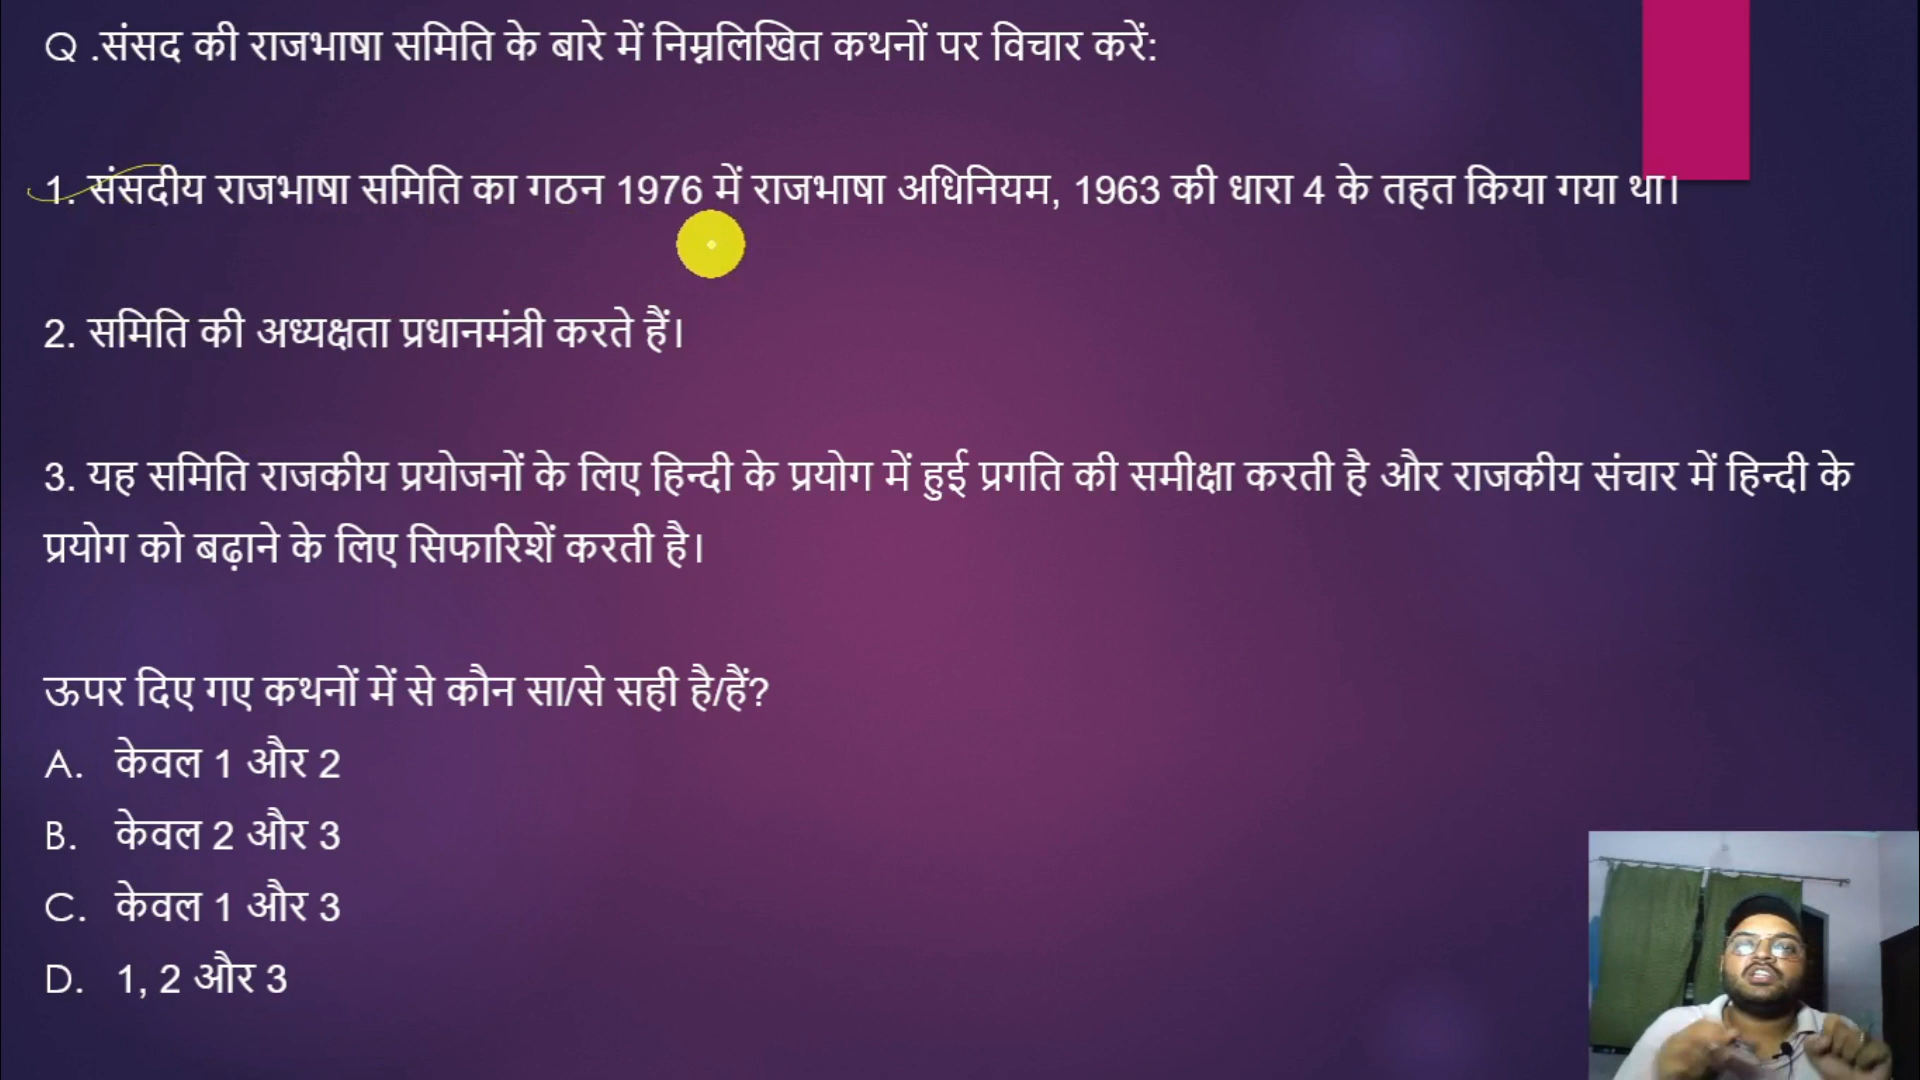 Q .संसद की राजभाषा समिति के बारे में निम्नलिखित कथनों पर विचार करें:
1. संसदीय राजभाषा समिति का गठन 1976 में राजभाषा अधिनियम, 1963 की धारा 4 के तहत किया गया था।
2. समिति की अध्यक्षता प्रधानमंत्री करते हैं।
3. यह समिति राजकीय प्रयोजनों के लिए हिन्दी के प्रयोग में हुई प्रगति की समीक्षा करती है और राजकीय संचार में हिन्दी के
प्रयोग को बढ़ाने के लिए सिफारिशें करती है।
ऊपर दिए गए कथनों में से कौन सा/से सही है/हैं?
A. केवल 1 और 2
B. केवल 2 और 3
C. केवल 1 और 3
D. 1, 2 और 3